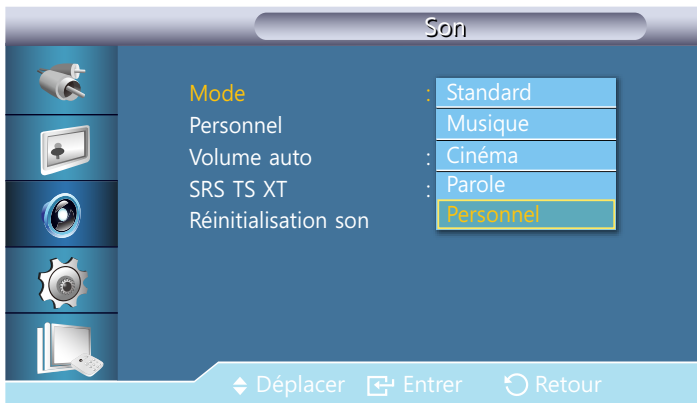 Son
Mode : Standard
Personnel Musique
Volume auto : Cinéma
SRS TS XT : Parole
Réinitialisation son Personnel
Déplacer Entrer Retour